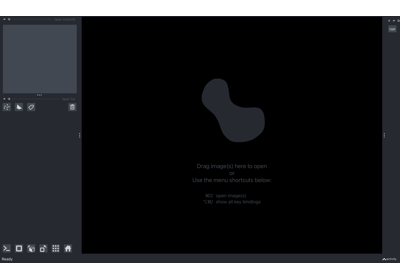 Drag image(s) here to open
or
Use the menu shortcuts below:
open image(s)
show all key bindings
Ready